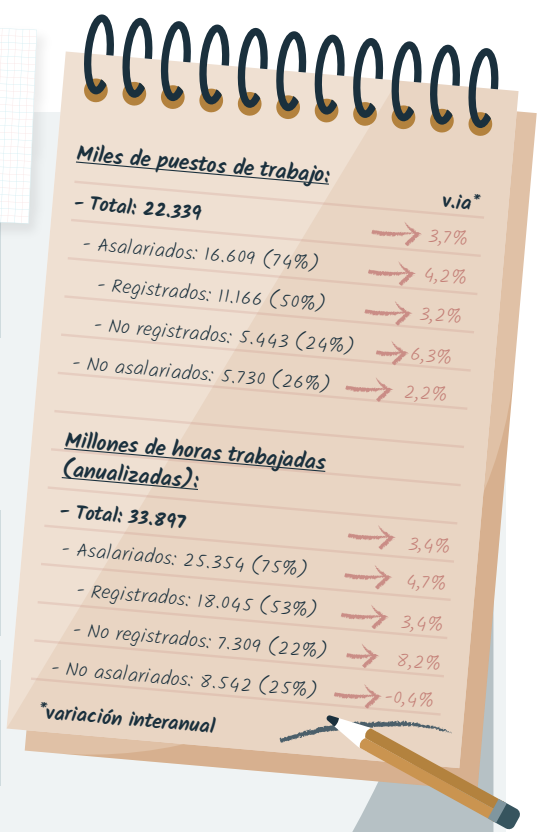 Miles de puestos de trabajo:
v.ia*
- Total: 22.339 3,7%
- Asalariados: 16.609 (74%) 4,2%
- Registrados: 11.166 (50%) 3,2%
- No registrados: 5.443 (24%) 6,3%
- No asalariados: 5.730 (26%) 2,2%
Millones de horas trabajadas
(anualizadas):
- Total: 33.897 3,4%
- Asalariados: 25.354 (75%) 4,7%
- Registrados: 18.045 (53%) 3,4%
- No registrados: 7.309 (22%) 8,2%
- No asalariados: 8.542 (25%) -0,4%
*variación interanual